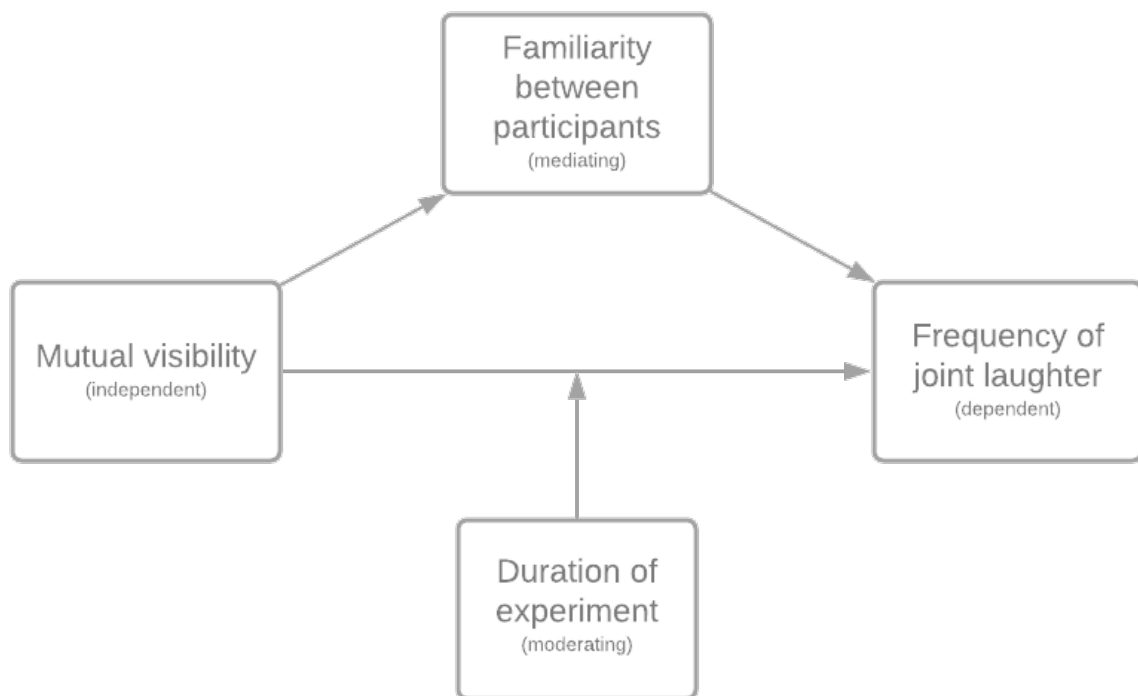 Familiarity
between
participants
(mediating)
Mutual visibility
(independent)
Frequency of
joint laughter
(dependent)
Duration of
experiment
(moderating)